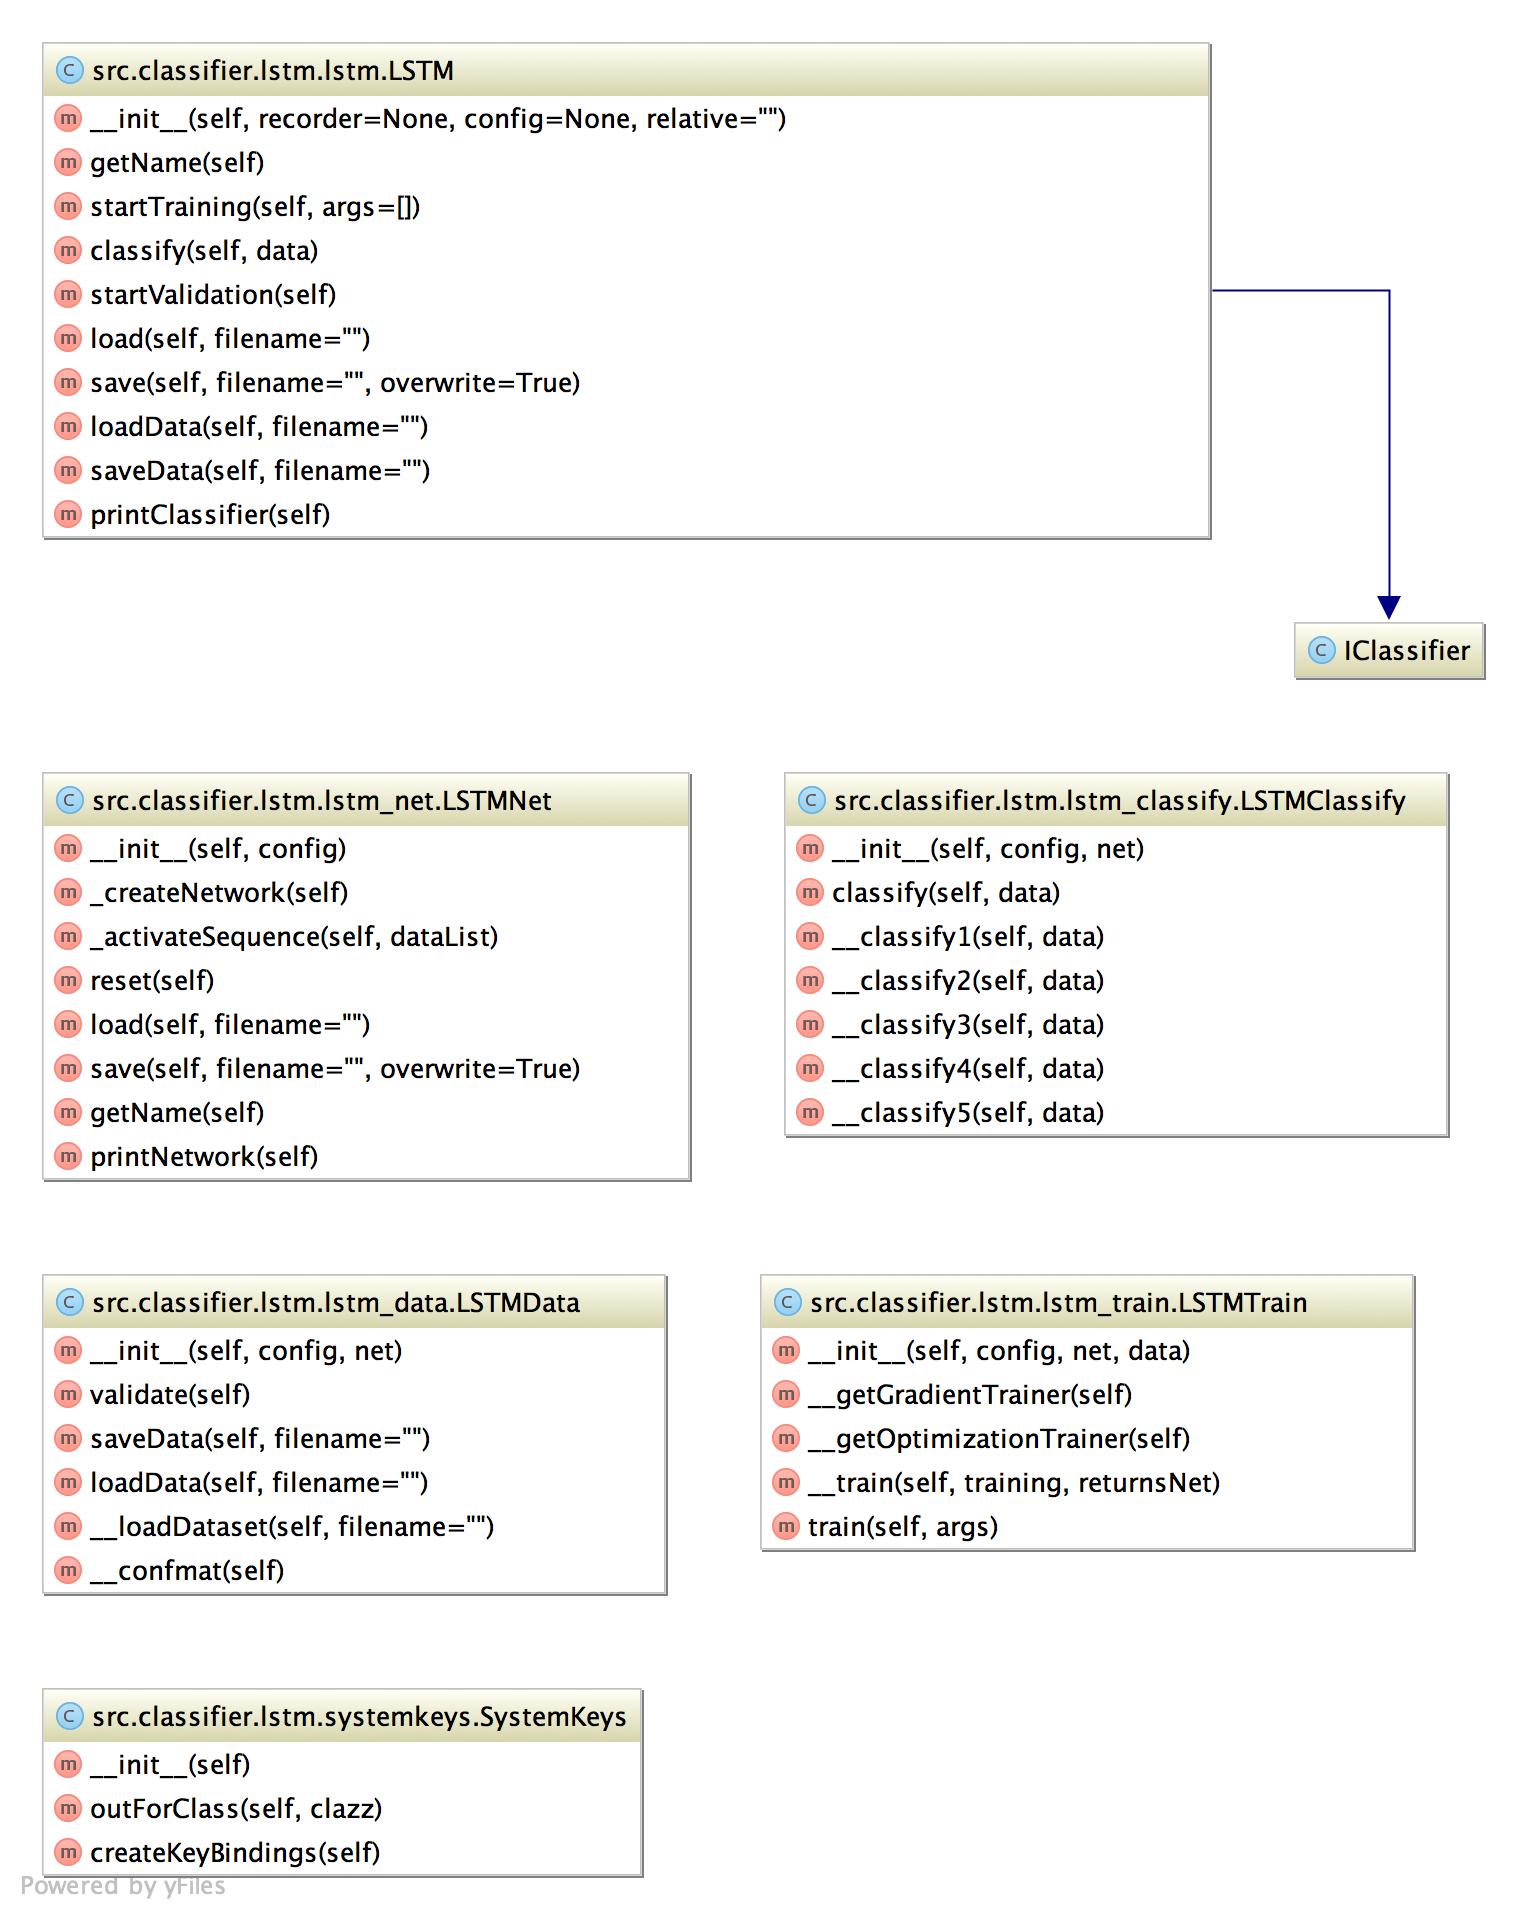 C src.classifier.lstm.lstm.LSTM
m __init__(self, recorder=None, config=None, relative="")
m getName(self)
m startTraining(self, args=[])
m classify(self, data)
m startValidation(self)
m load(self, filename="")
m save(self, filename="", overwrite=True)
m loadData(self, filename="")
m saveData(self, filename="")
m printClassifier(self)
C IClassifier
C src.classifier.lstm.lstm_net.LSTMNet
m __init__(self, config)
m _createNetwork(self)
m _activateSequence(self, dataList)
m reset(self)
m load(self, filename="")
m save(self, filename="", overwrite=True)
m getName(self)
m printNetwork(self)
C src.classifier.lstm.lstm_classify.LSTMClassify
m __init__(self, config, net)
m classify(self, data)
m __classify1(self, data)
m __classify2(self, data)
m __classify3(self, data)
m __classify4(self, data)
m __classify5(self, data)
C src.classifier.lstm.lstm_data.LSTMData
m __init__(self, config, net)
m validate(self)
m saveData(self, filename="")
m loadData(self, filename="")
m __loadDataset(self, filename="")
m __confmat(self)
C src.classifier.lstm.lstm_train.LSTMTrain
m __init__(self, config, net, data)
m __getGradientTrainer(self)
m __getOptimizationTrainer(self)
m __train(self, training, returnsNet)
m train(self, args)
C src.classifier.lstm.systemkeys.SystemKeys
m __init__(self)
m outForClass(self, clazz)
m createKeyBindings(self)
Powered by yFiles